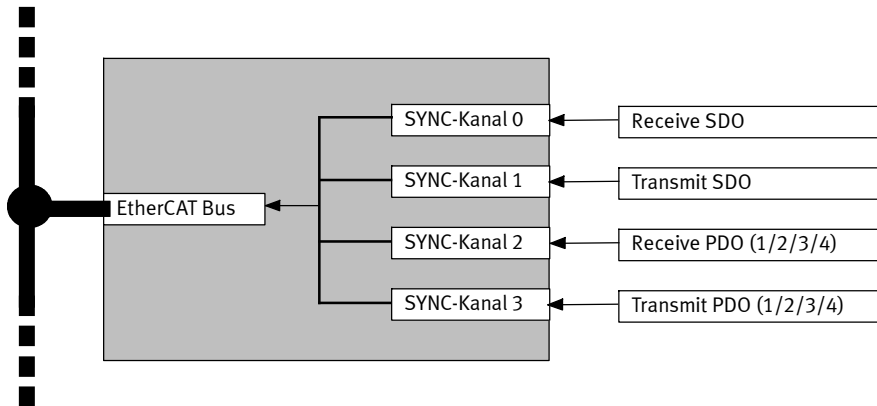 SYNC-Kanal 0
Receive SDO
SYNC-Kanal 1
Transmit SDO
EtherCAT Bus
SYNC-Kanal 2
Receive PDO (1/2/3/4)
SYNC-Kanal 3
Transmit PDO (1/2/3/4)